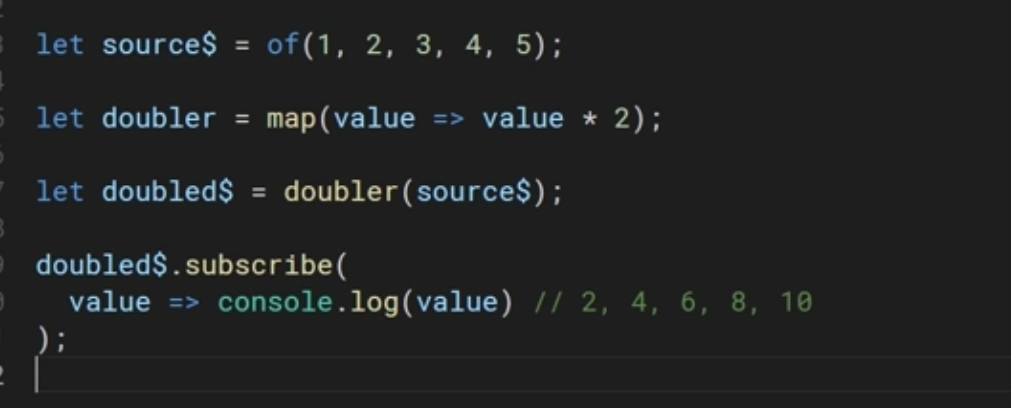 let source$ = of(1, 2, 3, 4, 5);
let doubler = map(value => value * 2);
let doubled$ = doubler(source$);
doubled$.subscribe(
  value => console.log(value) // 2, 4, 6, 8, 10
);